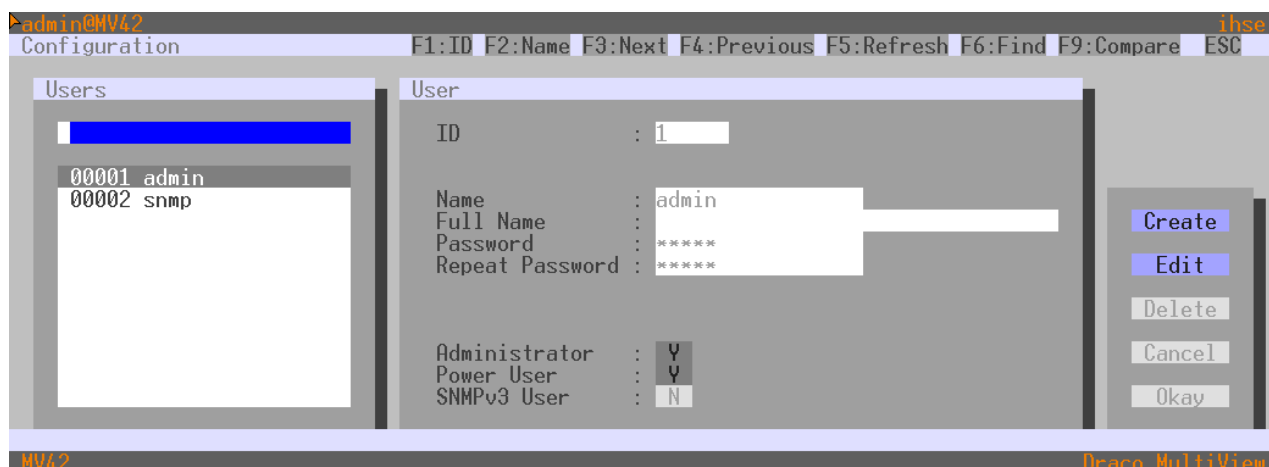 admin@MV42 ihse
Configuration F1:ID F2:Name F3:Next F4:Previous F5:Refresh F6:Find F9:Compare ESC
Users
00001 admin
00002 snmp
User
ID : 1
Name : admin
Full Name :
Password : *****
Repeat Password : *****
Administrator : Y
Power User : Y
SNMPv3 User : N
Create
Edit
Delete
Cancel
Okay
MV42 Draco MultiView